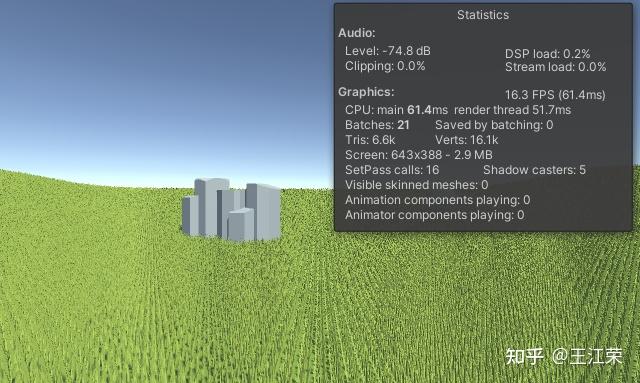 Statistics
Audio:
Level: -74.8 dB DSP load: 0.2%
Clipping: 0.0% Stream load: 0.0%
Graphics: 16.3 FPS (61.4ms)
CPU: main 61.4ms render thread 51.7ms
Batches: 21 Saved by batching: 0
Tris: 6.6k Verts: 16.1k
Screen: 643x388 - 2.9 MB
SetPass calls: 16 Shadow casters: 5
Visible skinned meshes: 0
Animation components playing: 0
Animator components playing: 0
知乎 @王江荣